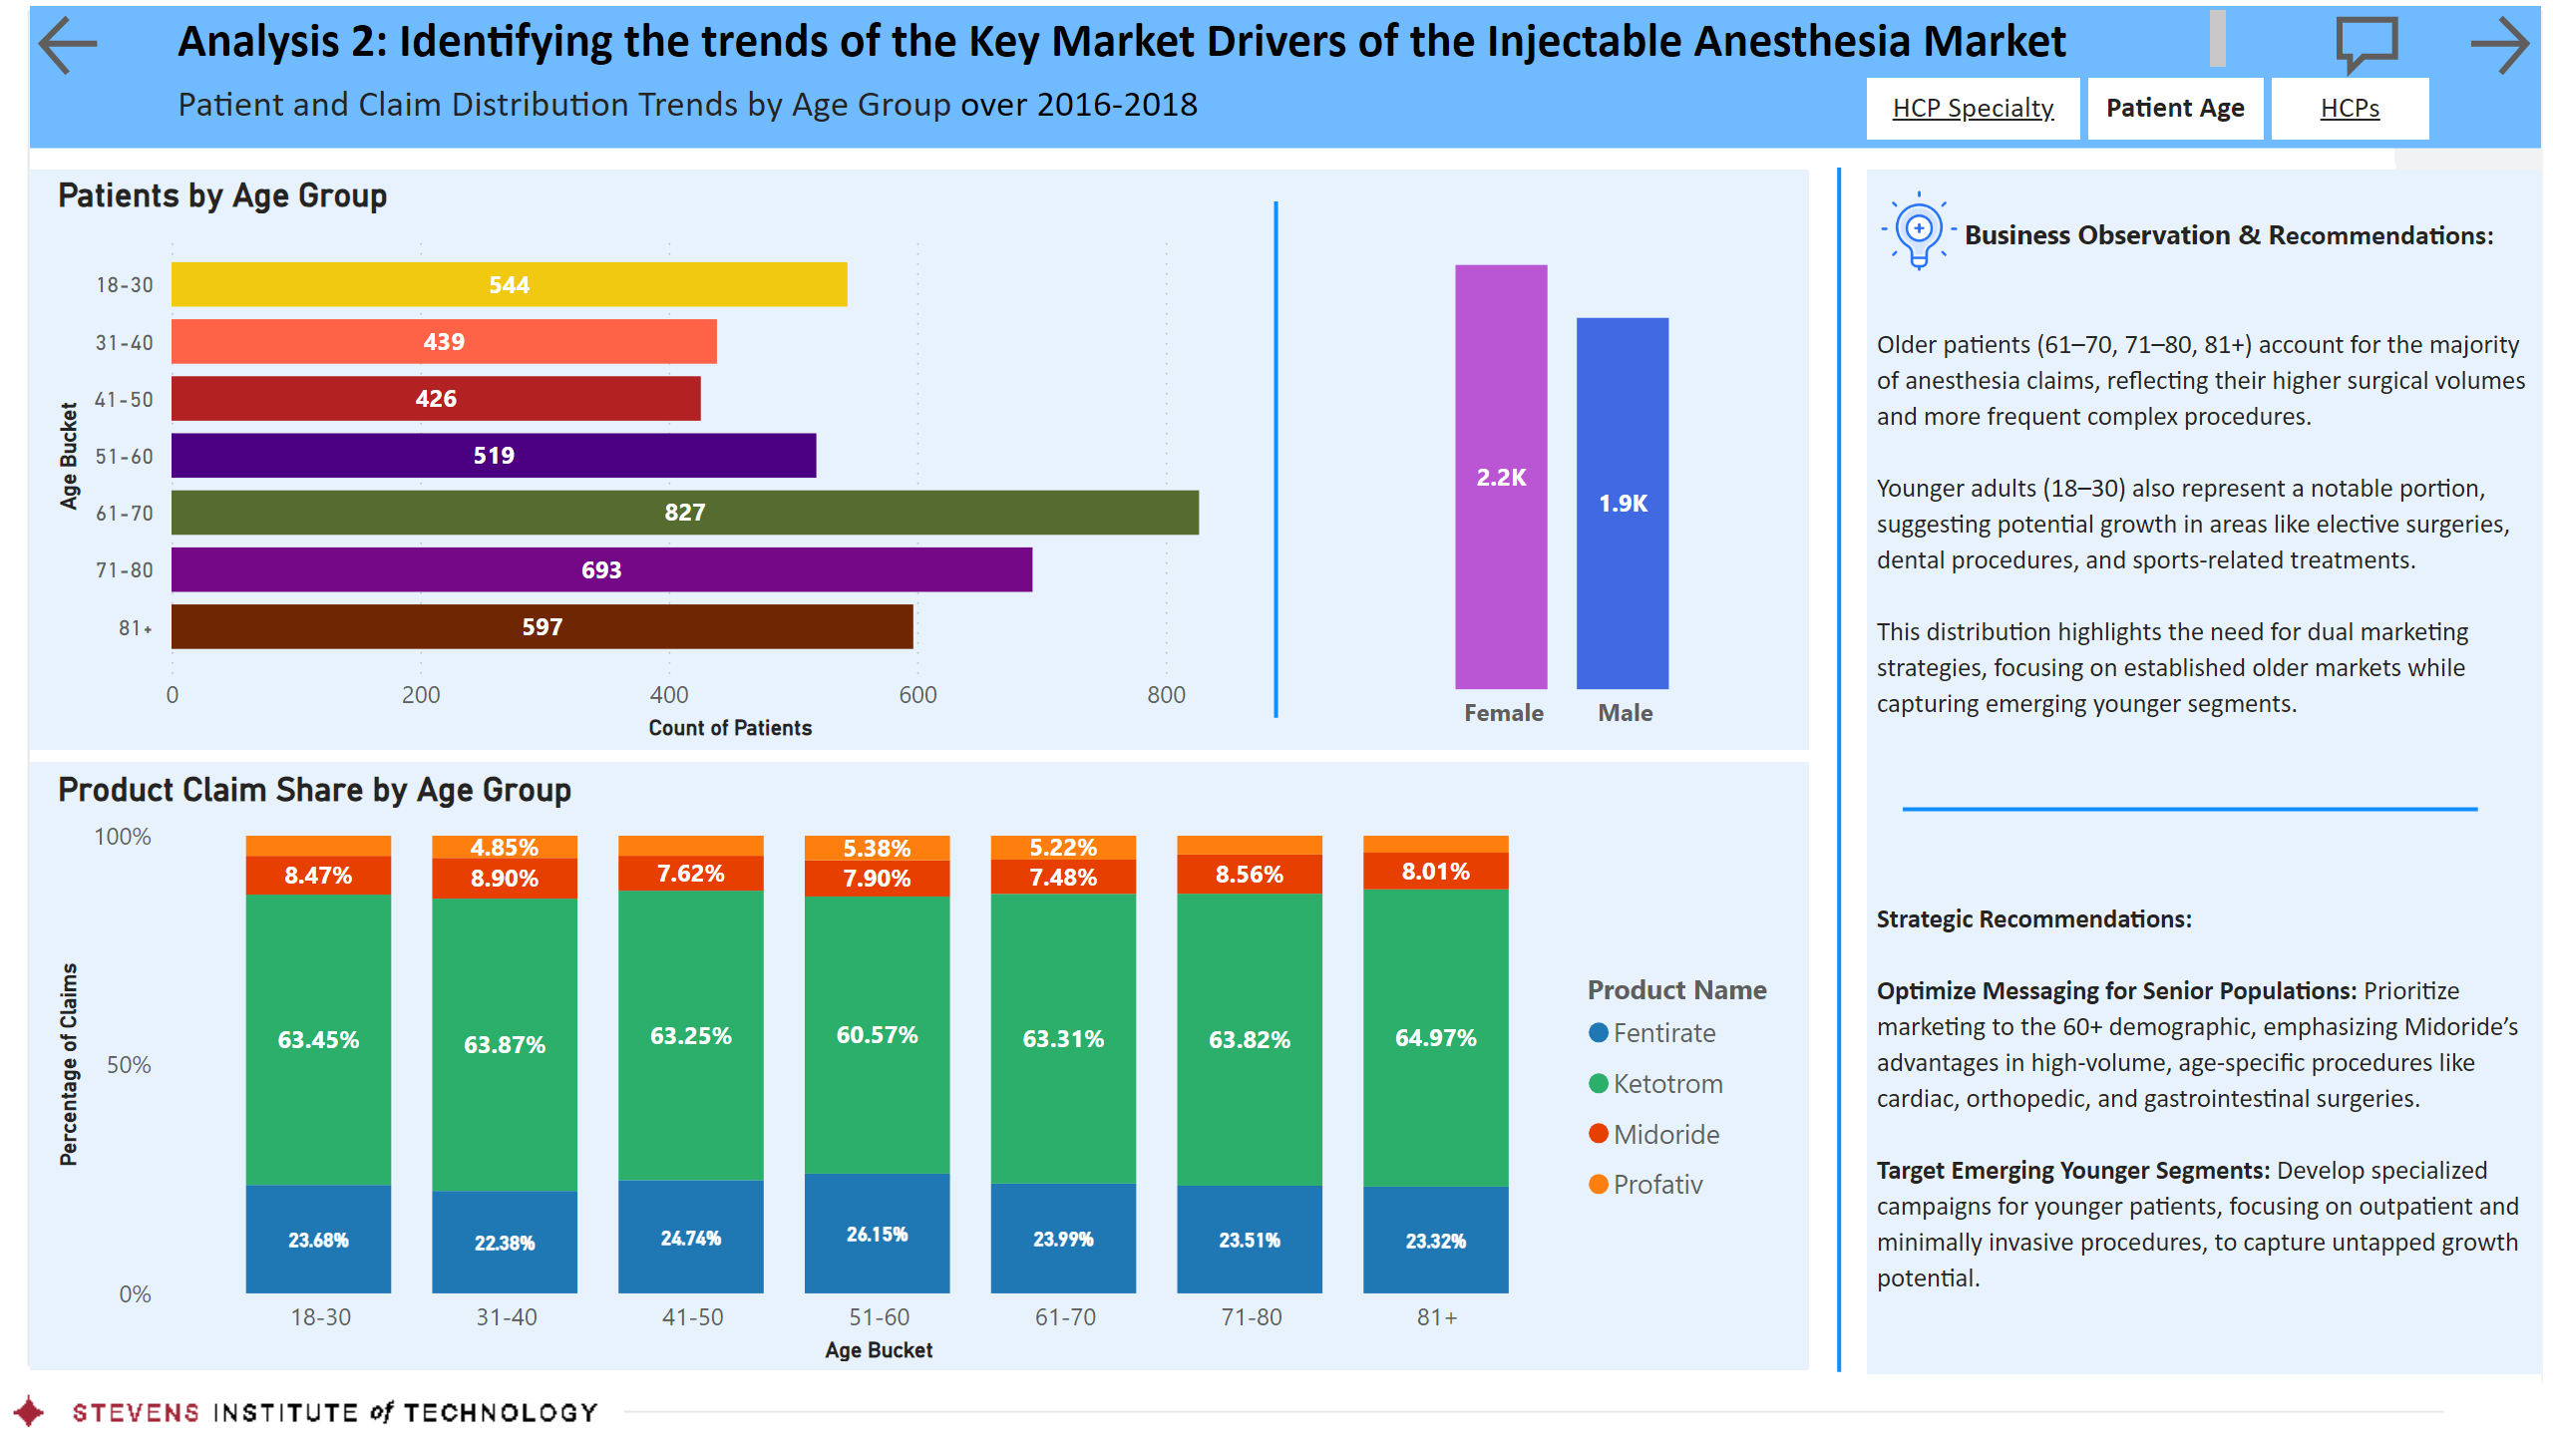 Analysis 2: Identifying the trends of the Key Market Drivers of the Injectable Anesthesia Market
Patient and Claim Distribution Trends by Age Group over 2016-2018
HCP Specialty
Patient Age
HCPs
Patients by Age Group
Age Bucket
18-30
544
31-40
439
41-50
426
51-60
519
61-70
827
71-80
693
81+
597
0
200
400
600
800
Count of Patients
2.2K
1.9K
Female
Male
Product Claim Share by Age Group
Percentage of Claims
100%
50%
0%
4.85%
5.38%
5.22%
8.47%
8.90%
7.62%
7.90%
7.48%
8.56%
8.01%
63.45%
63.87%
63.25%
60.57%
63.31%
63.82%
64.97%
23.68%
22.38%
24.74%
26.15%
23.99%
23.51%
23.32%
18-30
31-40
41-50
51-60
61-70
71-80
81+
Age Bucket
Product Name
Fentirate
Ketotrom
Midoride
Profativ
Business Observation & Recommendations:
Older patients (61–70, 71–80, 81+) account for the majority
of anesthesia claims, reflecting their higher surgical volumes
and more frequent complex procedures.
Younger adults (18–30) also represent a notable portion,
suggesting potential growth in areas like elective surgeries,
dental procedures, and sports-related treatments.
This distribution highlights the need for dual marketing
strategies, focusing on established older markets while
capturing emerging younger segments.
Strategic Recommendations:
Optimize Messaging for Senior Populations: Prioritize
marketing to the 60+ demographic, emphasizing Midoride’s
advantages in high-volume, age-specific procedures like
cardiac, orthopedic, and gastrointestinal surgeries.
Target Emerging Younger Segments: Develop specialized
campaigns for younger patients, focusing on outpatient and
minimally invasive procedures, to capture untapped growth
potential.
STEVENS INSTITUTE of TECHNOLOGY